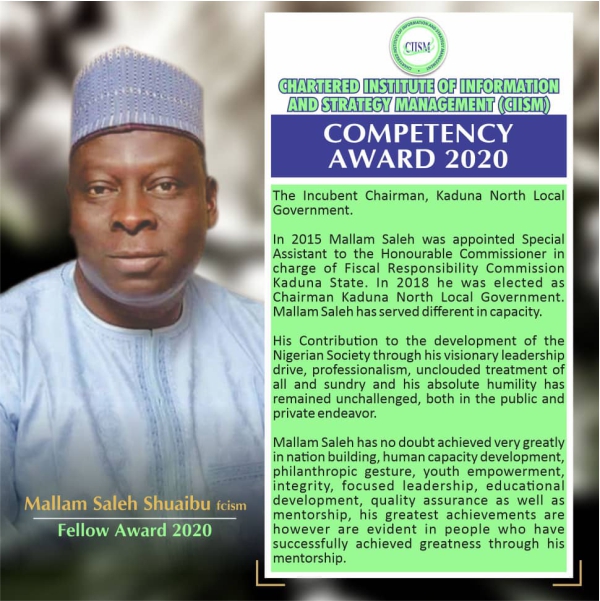 CIISM
CHARTERED INSTITUTE OF INFORMATION
AND STRATEGY MANAGEMENT (CIISM)
COMPETENCY
AWARD 2020
The Incubent Chairman, Kaduna North Local
Government.
In 2015 Mallam Saleh was appointed Special
Assistant to the Honourable Commissioner in
charge of Fiscal Responsibility Commission
Kaduna State. In 2018 he was elected as
Chairman Kaduna North Local Government.
Mallam Saleh has served different in capacity.
His Contribution to the development of the
Nigerian Society through his visionary leadership
drive, professionalism, unclouded treatment of
all and sundry and his absolute humility has
remained unchallenged, both in the public and
private endeavor.
Mallam Saleh has no doubt achieved very greatly
in nation building, human capacity development,
philanthropic gesture, youth empowerment,
integrity, focused leadership, educational
development, quality assurance as well as
mentorship, his greatest achievements are
however are evident in people who have
successfully achieved greatness through his
mentorship.
Mallam Saleh Shuaibu fcism
Fellow Award 2020